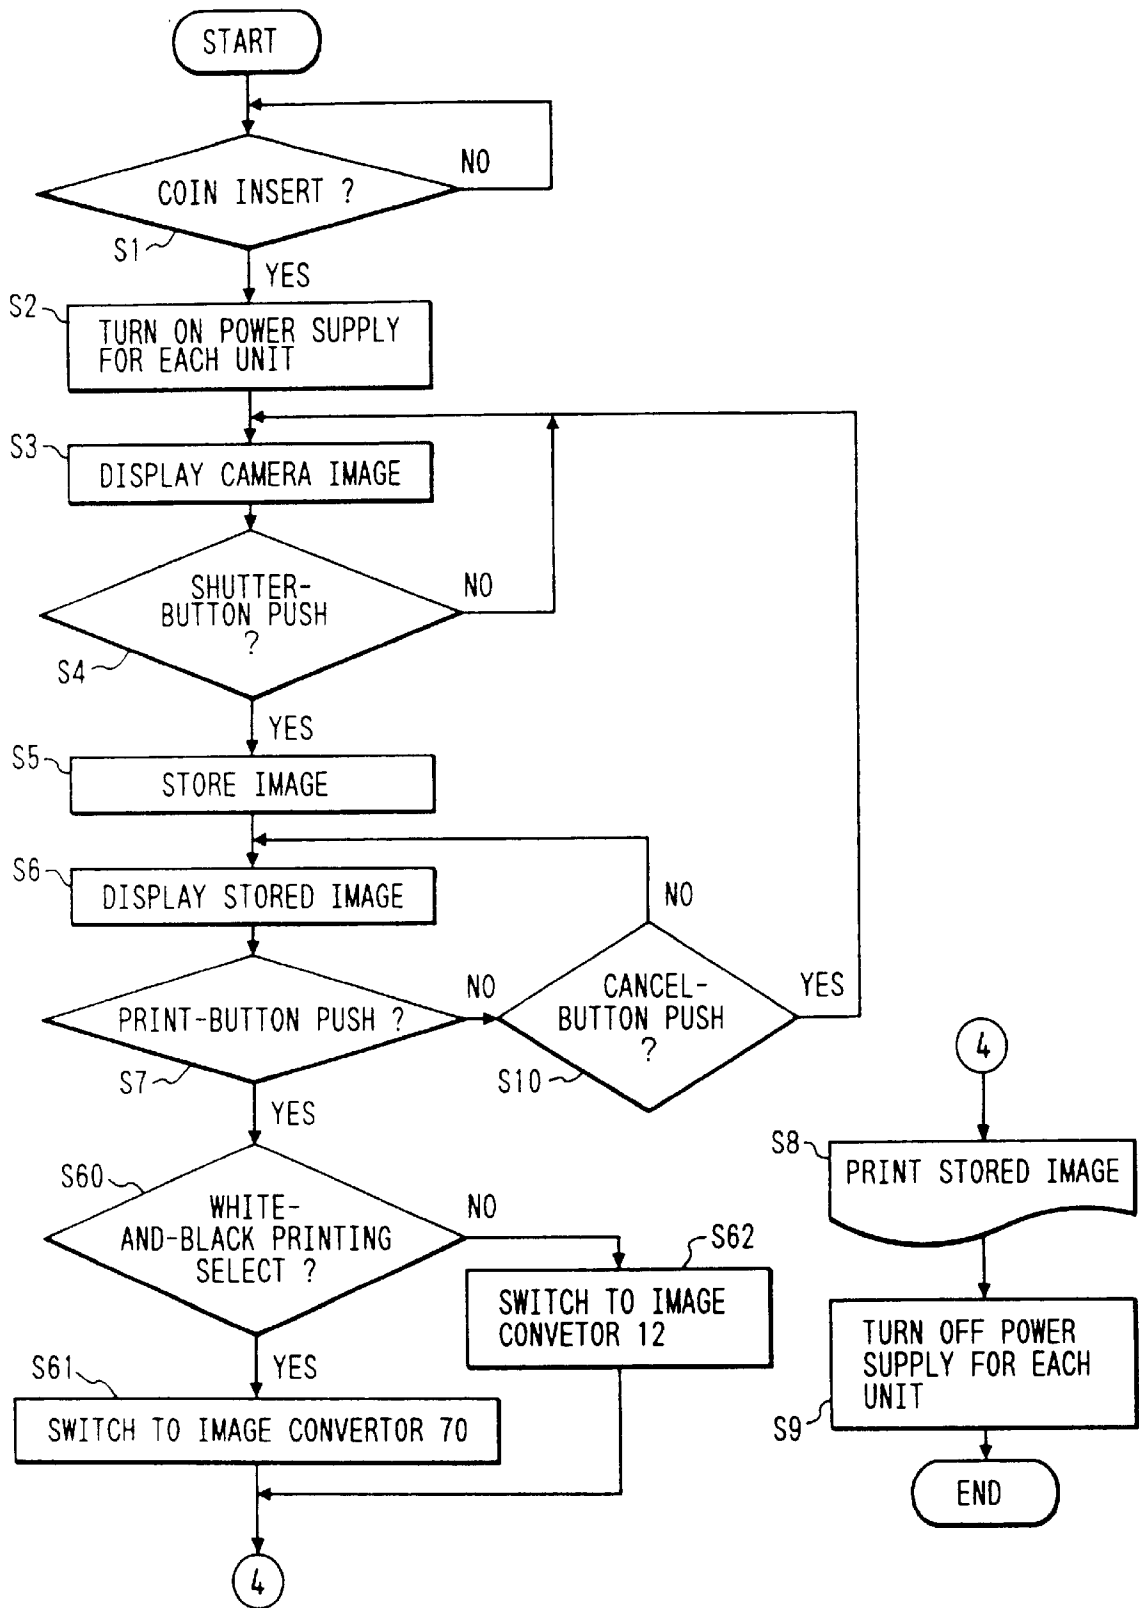 START
COIN INSERT ?
NO
S1
YES
S2
TURN ON POWER SUPPLY
FOR EACH UNIT
S3
DISPLAY CAMERA IMAGE
SHUTTER-
BUTTON PUSH
?
NO
S4
YES
S5
STORE IMAGE
S6
DISPLAY STORED IMAGE
NO
PRINT-BUTTON PUSH ?
NO
CANCEL-
BUTTON PUSH
?
YES
S7
S10
YES
S60
WHITE-
AND-BLACK PRINTING
SELECT ?
NO
S62
SWITCH TO IMAGE
CONVETOR 12
S61
YES
SWITCH TO IMAGE CONVERTOR 70
4
4
S8
PRINT STORED IMAGE
TURN OFF POWER
SUPPLY FOR EACH
UNIT
S9
END